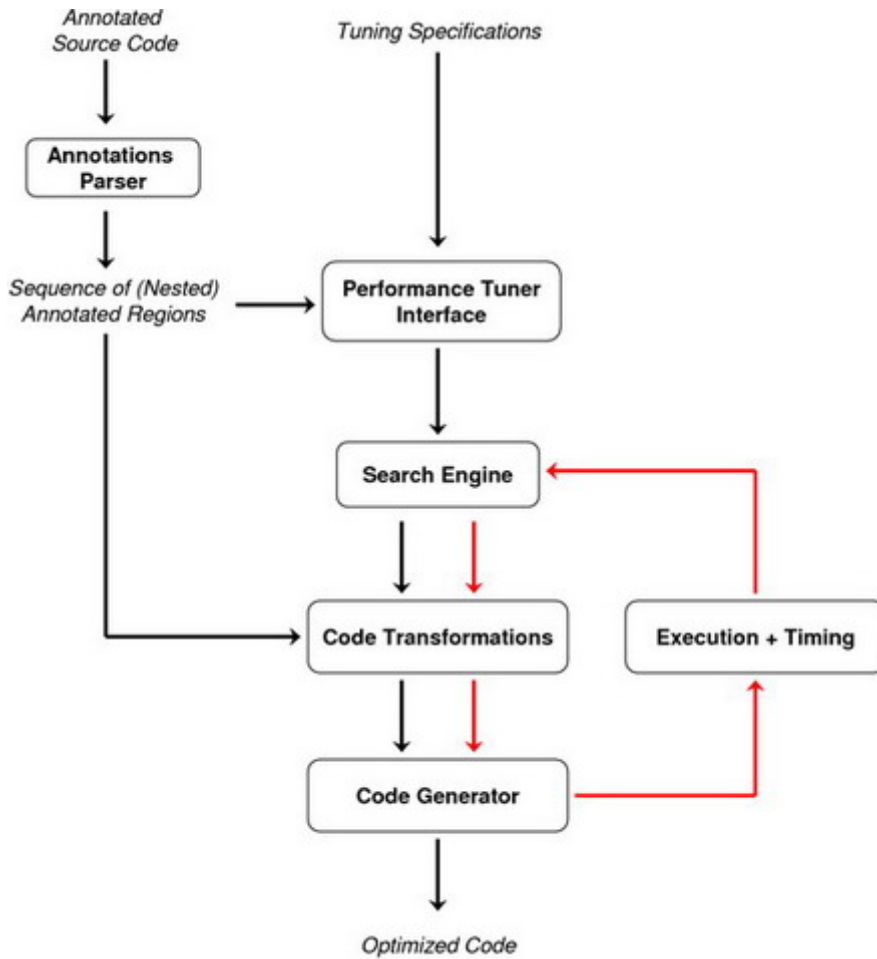 Annotated
Source Code
Tuning Specifications
Annotations
Parser
Sequence of (Nested)
Annotated Regions
Performance Tuner
Interface
Search Engine
Code Transformations
Execution + Timing
Code Generator
Optimized Code